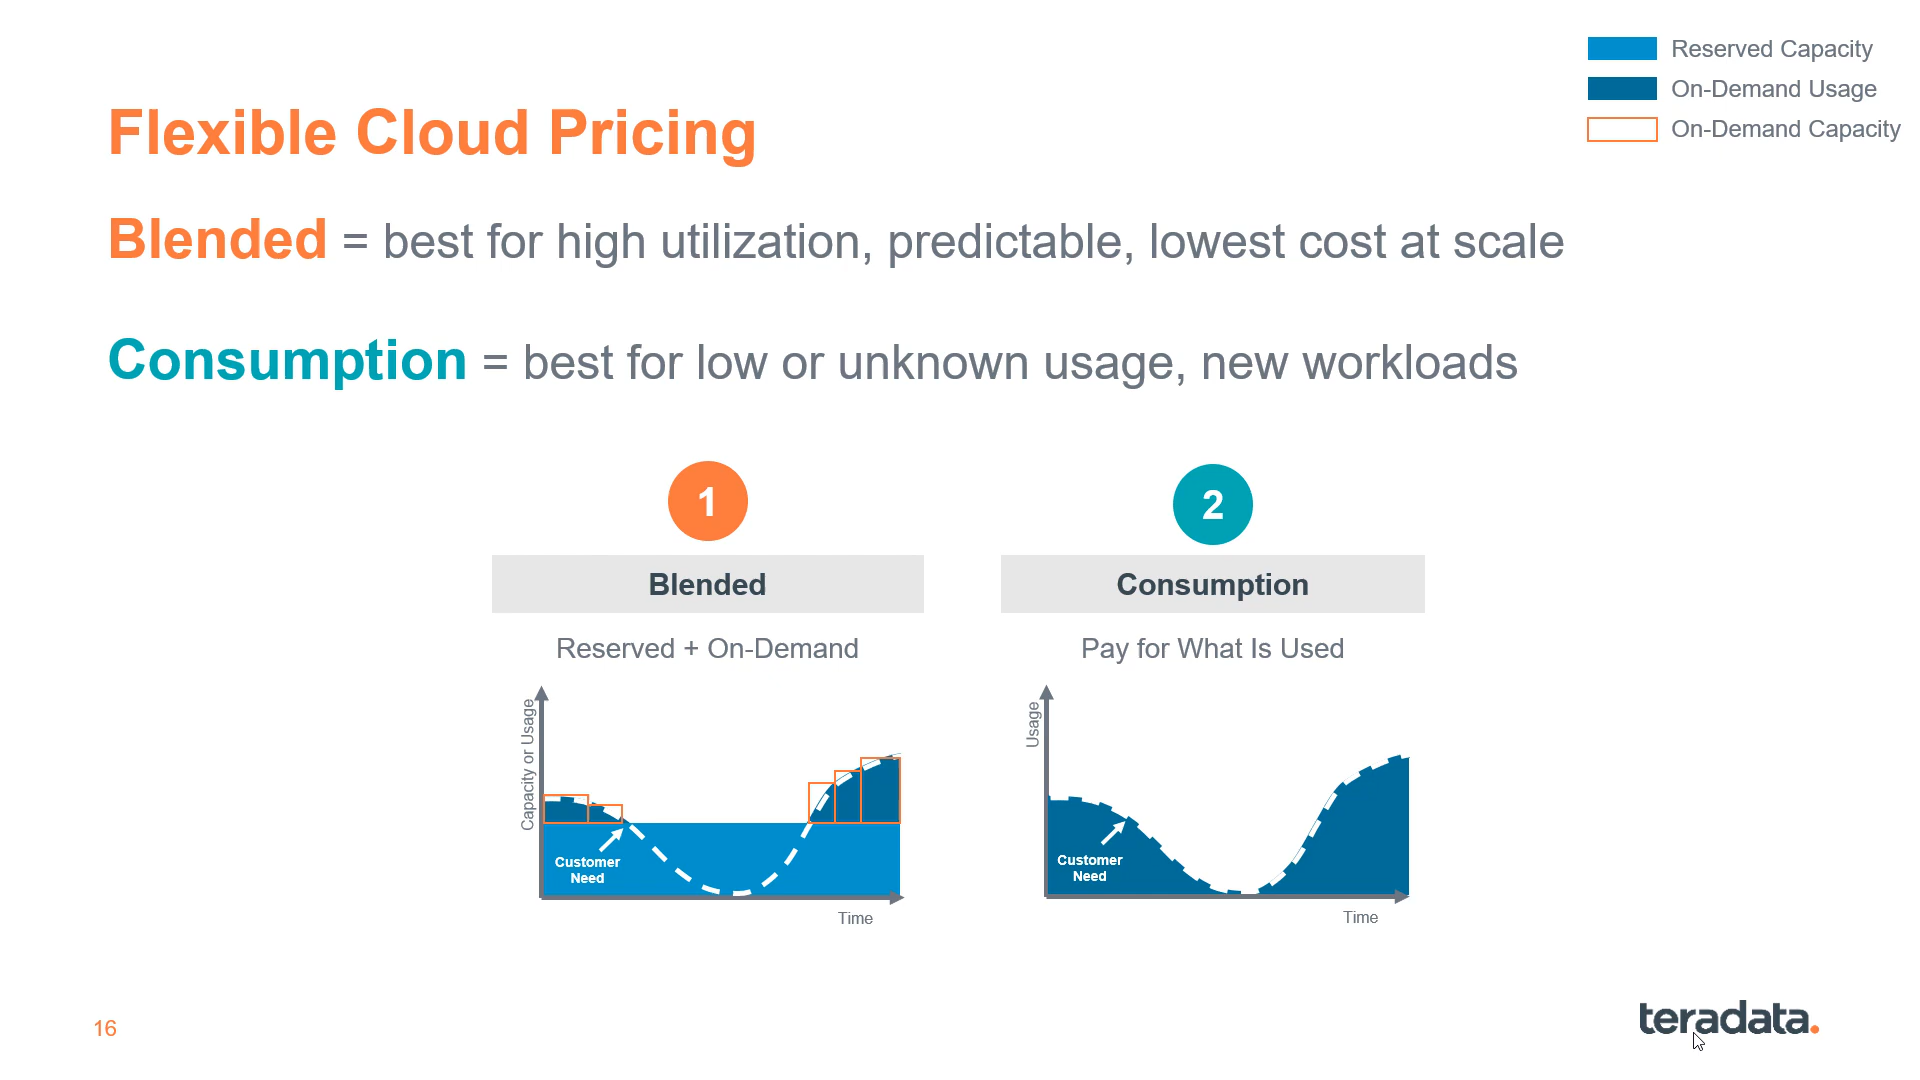 Reserved Capacity
On-Demand Usage
On-Demand Capacity
Flexible Cloud Pricing
Blended = best for high utilization, predictable, lowest cost at scale
Consumption = best for low or unknown usage, new workloads
1
Blended
Reserved + On-Demand
Capacity or Usage
Customer
Need
Time
2
Consumption
Pay for What Is Used
Usage
Customer
Need
Time
16
teradata.